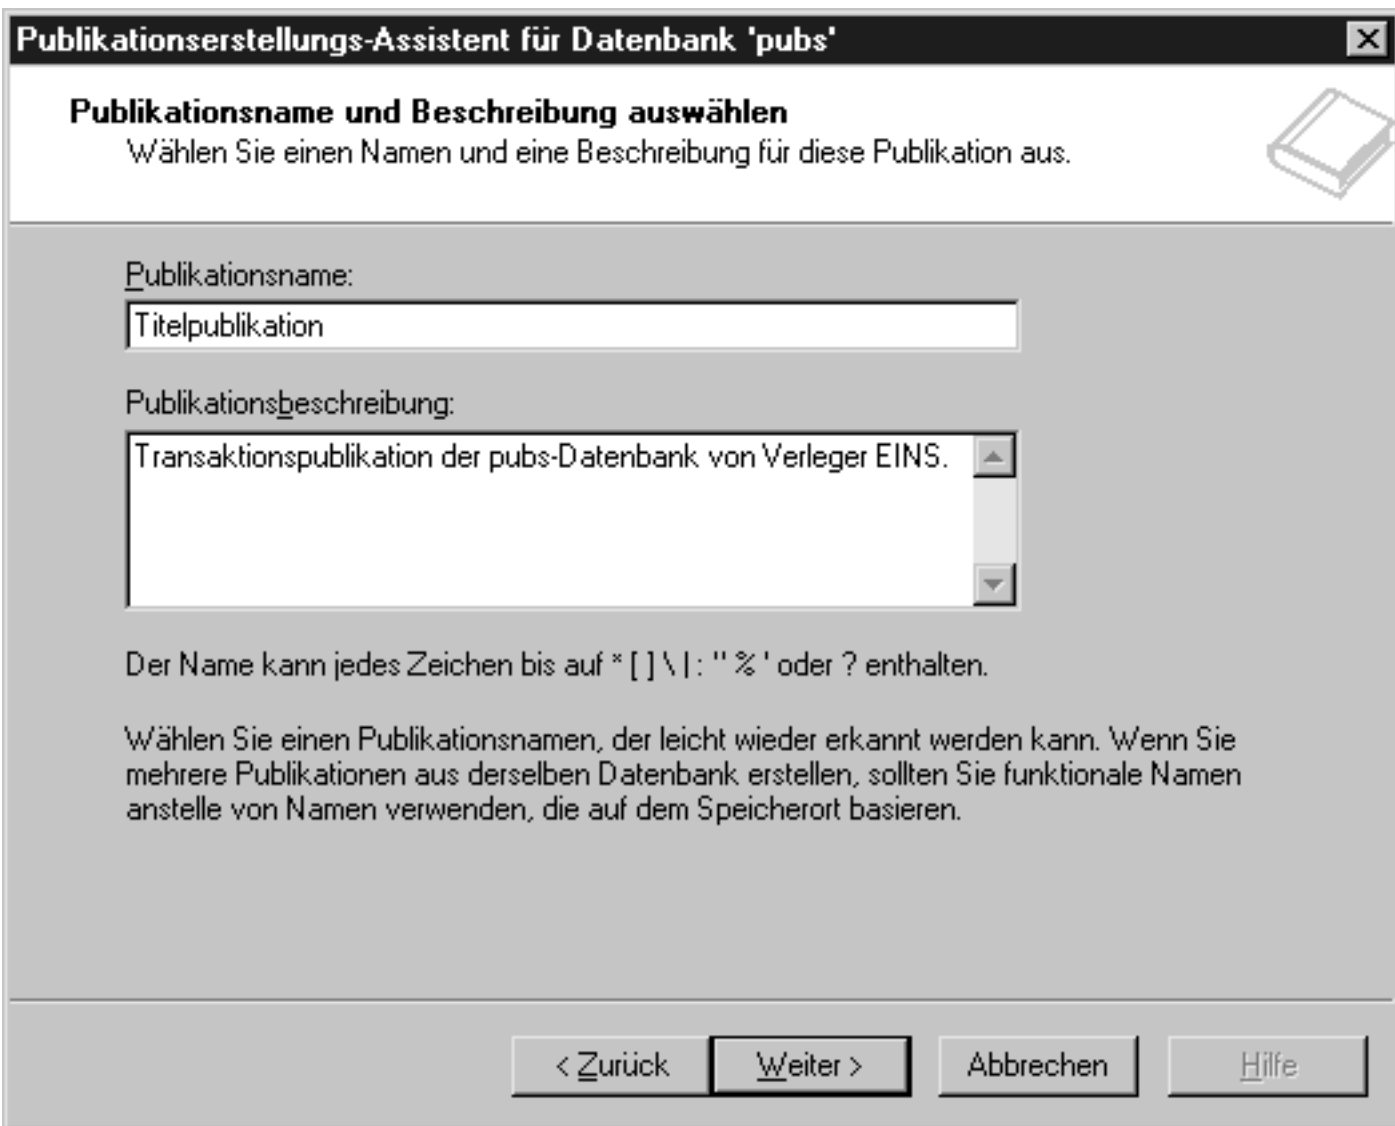 Publikationserstellungs-Assistent für Datenbank 'pubs'
Publikationsname und Beschreibung auswählen
Wählen Sie einen Namen und eine Beschreibung für diese Publikation aus.
Publikationsname:
Titelpublikation
Publikationsbeschreibung:
Transaktionspublikation der pubs-Datenbank von Verleger EINS.
Der Name kann jedes Zeichen bis auf * [ ] \ | : " % ' oder ? enthalten.
Wählen Sie einen Publikationsnamen, der leicht wieder erkannt werden kann. Wenn Sie
mehrere Publikationen aus derselben Datenbank erstellen, sollten Sie funktionale Namen
anstelle von Namen verwenden, die auf dem Speicherort basieren.
< Zurück Weiter > Abbrechen Hilfe